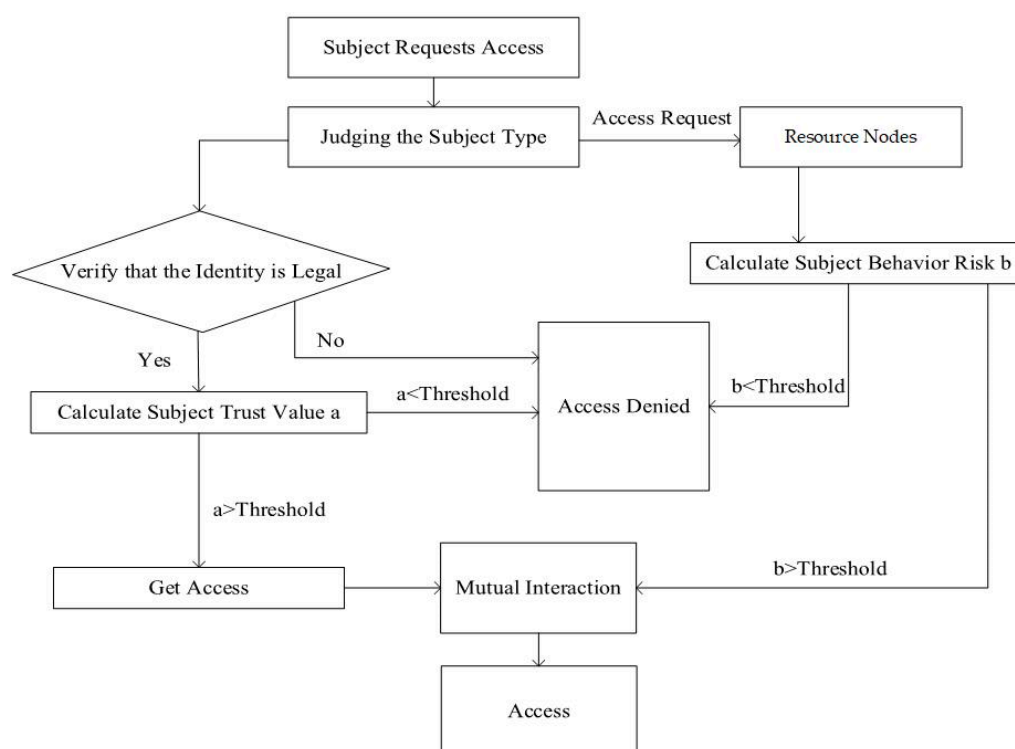 Subject Requests Access
Judging the Subject Type
Access Request
Resource Nodes
Verify that the Identity is Legal
Calculate Subject Behavior Risk b
No
Yes
a<Threshold
b<Threshold
Calculate Subject Trust Value a
Access Denied
a>Threshold
b>Threshold
Get Access
Mutual Interaction
Access